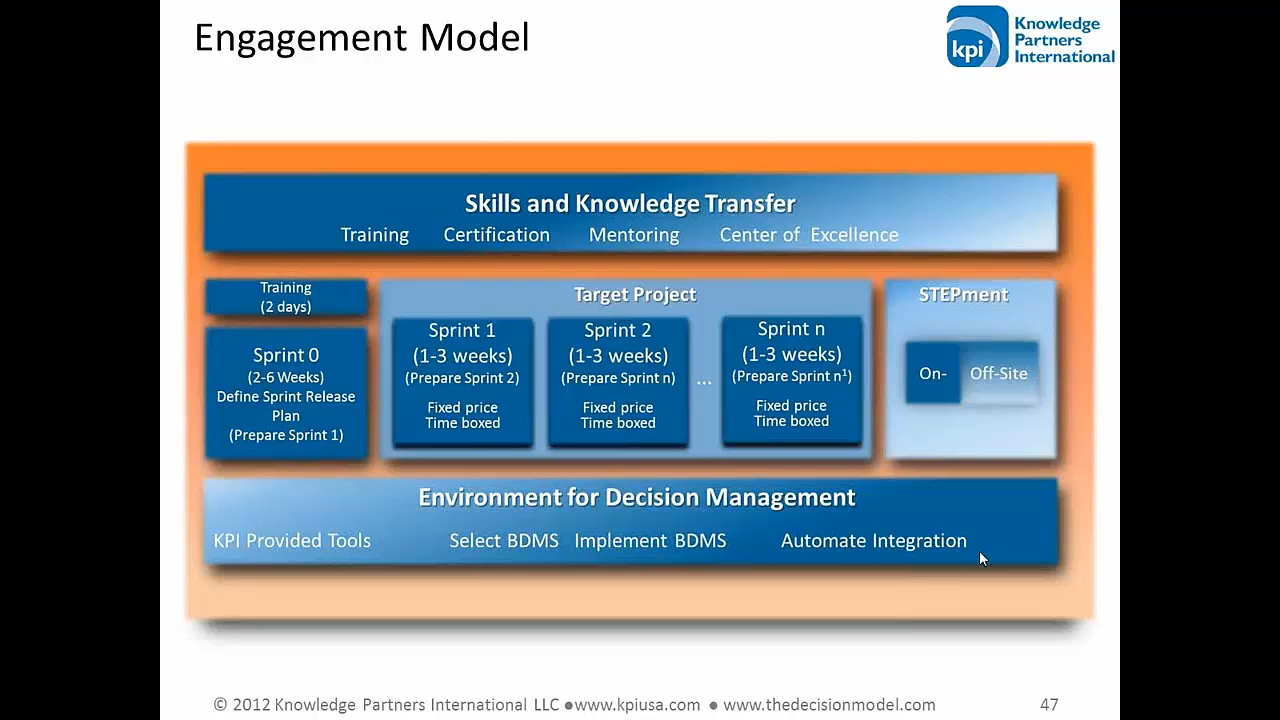 Engagement Model
kpi
Knowledge
Partners
International
Skills and Knowledge Transfer
Training Certification Mentoring Center of Excellence
Training
(2 days)
Sprint 0
(2-6 Weeks)
Define Sprint Release
Plan
(Prepare Sprint 1)
Target Project
Sprint 1
(1-3 weeks)
(Prepare Sprint 2)
Fixed price
Time boxed
Sprint 2
(1-3 weeks)
(Prepare Sprint n)
Fixed price
Time boxed
...
Sprint n
(1-3 weeks)
(Prepare Sprint n¹)
Fixed price
Time boxed
STEPment
On- Off-Site
Environment for Decision Management
KPI Provided Tools Select BDMS Implement BDMS Automate Integration
© 2012 Knowledge Partners International LLC ●www.kpiusa.com ● www.thedecisionmodel.com 47